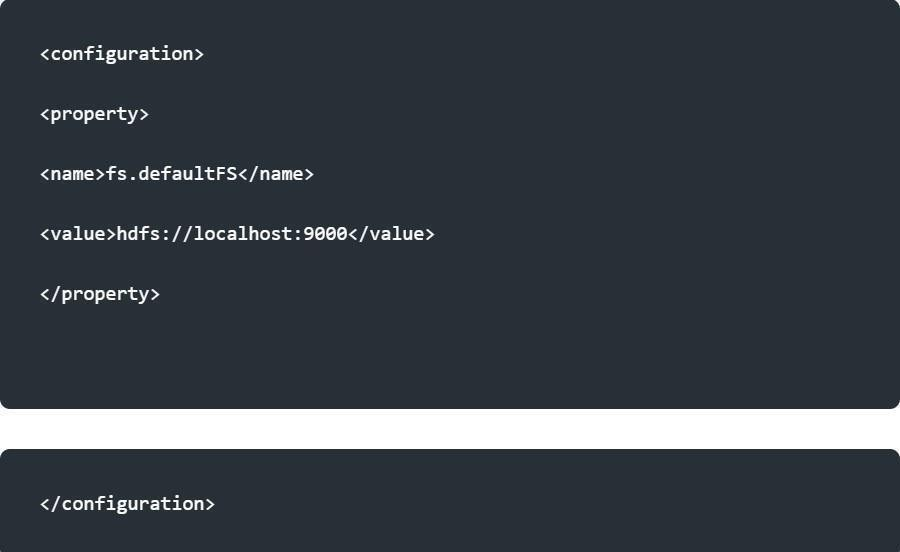 <configuration>
<property>
<name>fs.defaultFS</name>
<value>hdfs://localhost:9000</value>
</property>
</configuration>